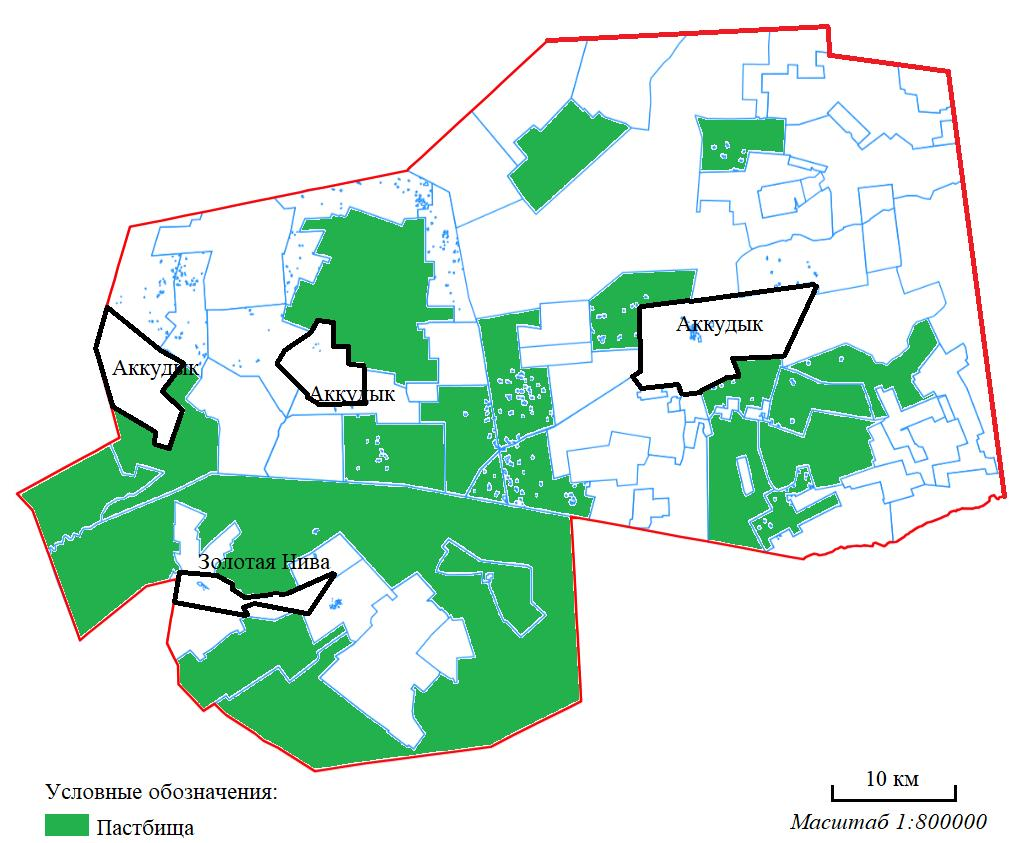 Аккудык
Аккудык
Аккудык
Золотая Нива
Условные обозначения:
Пастбища
10 км
Масштаб 1:800000